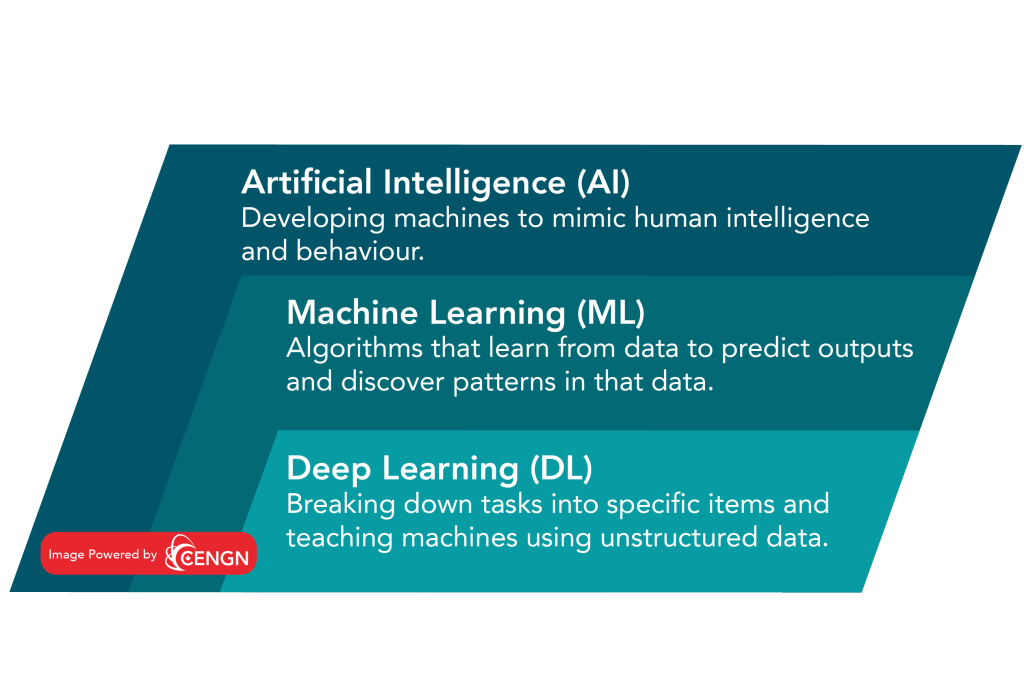 Artificial Intelligence (AI)
Developing machines to mimic human intelligence
and behaviour.
Machine Learning (ML)
Algorithms that learn from data to predict outputs
and discover patterns in that data.
Deep Learning (DL)
Breaking down tasks into specific items and
teaching machines using unstructured data.
Image Powered by CENGN